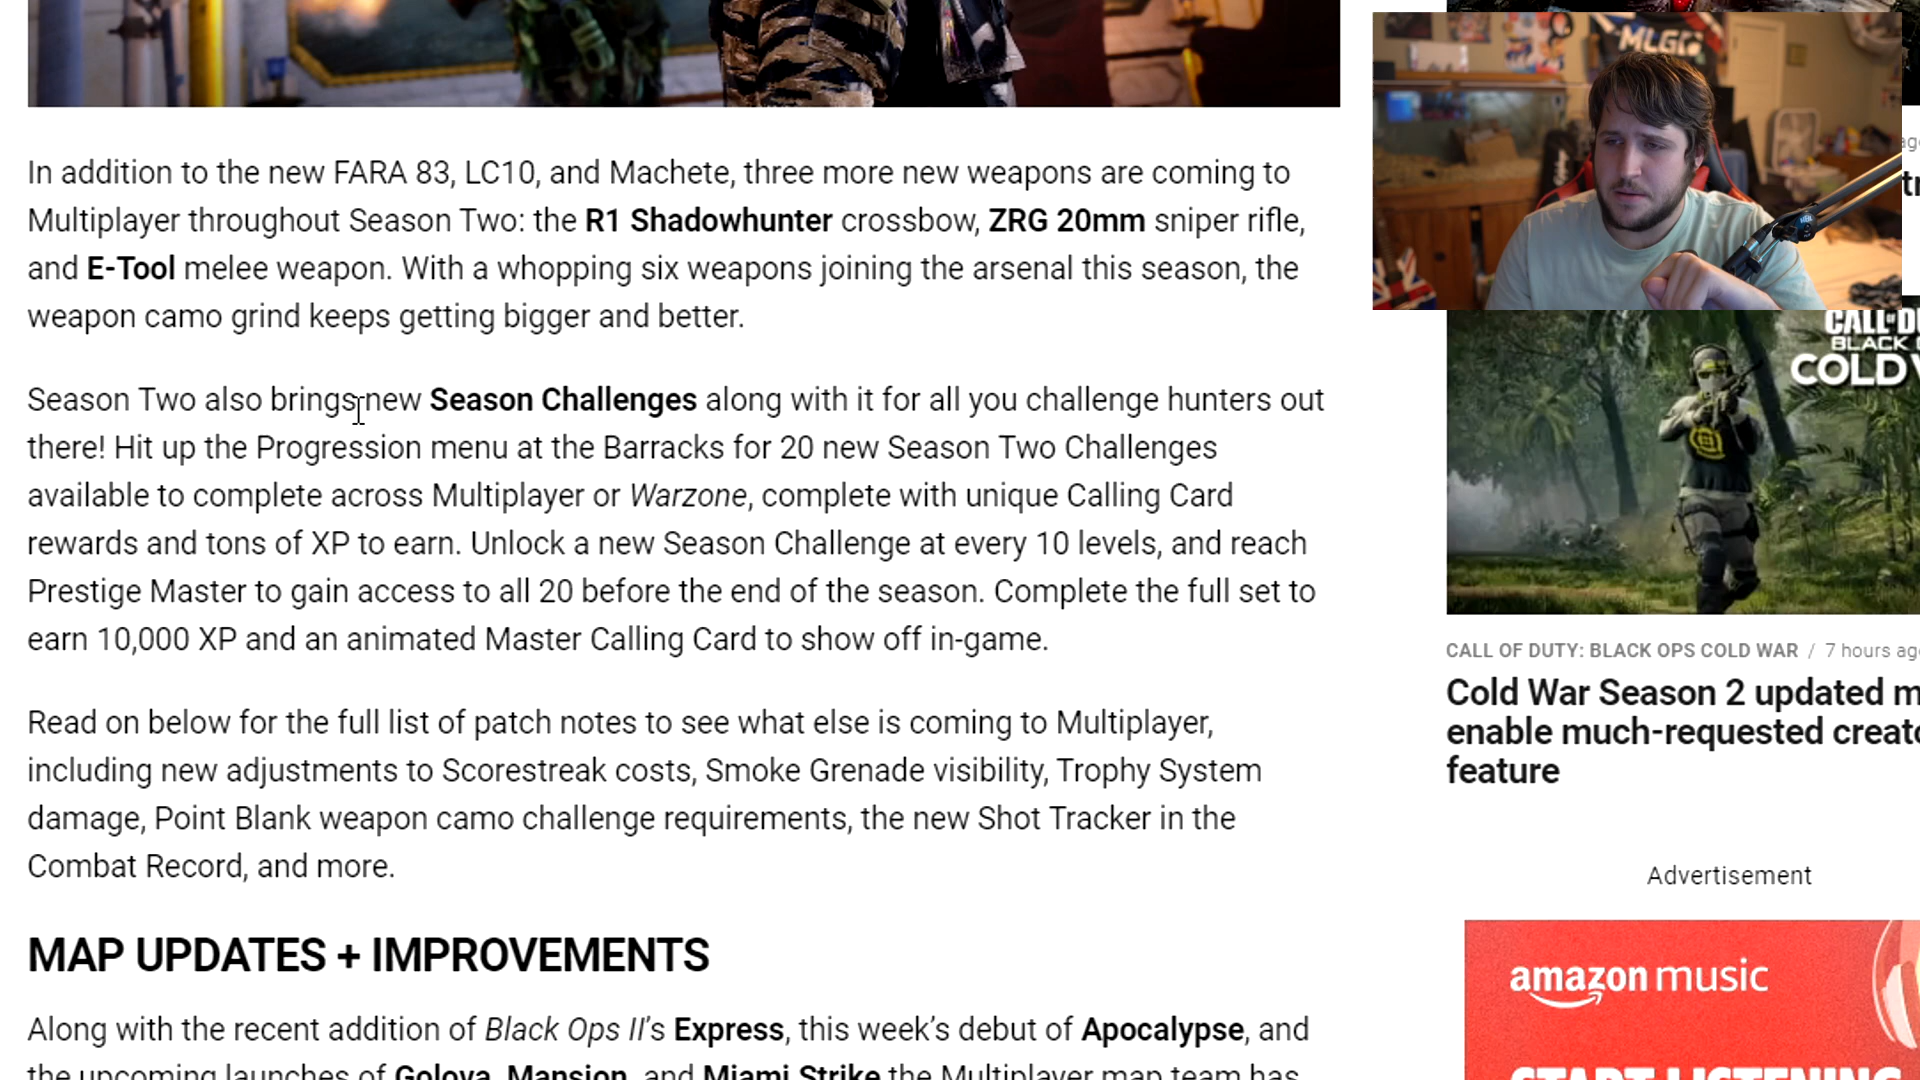 In addition to the new FARA 83, LC10, and Machete, three more new weapons are coming to
Multiplayer throughout Season Two: the R1 Shadowhunter crossbow, ZRG 20mm sniper rifle,
and E-Tool melee weapon. With a whopping six weapons joining the arsenal this season, the
weapon camo grind keeps getting bigger and better.
Season Two also brings new Season Challenges along with it for all you challenge hunters out
there! Hit up the Progression menu at the Barracks for 20 new Season Two Challenges
available to complete across Multiplayer or Warzone, complete with unique Calling Card
rewards and tons of XP to earn. Unlock a new Season Challenge at every 10 levels, and reach
Prestige Master to gain access to all 20 before the end of the season. Complete the full set to
earn 10,000 XP and an animated Master Calling Card to show off in-game.
Read on below for the full list of patch notes to see what else is coming to Multiplayer,
including new adjustments to Scorestreak costs, Smoke Grenade visibility, Trophy System
damage, Point Blank weapon camo challenge requirements, the new Shot Tracker in the
Combat Record, and more.
MAP UPDATES + IMPROVEMENTS
Along with the recent addition of Black Ops II's Express, this week's debut of Apocalypse, and
the upcoming launches of Golova, Mansion, and Miami Strike the Multiplayer map team has
MLG
CALL OF DU
BLACK
COLD
CALL OF DUTY: BLACK OPS COLD WAR / 7 hours ag
Cold War Season 2 updated m
enable much-requested creat
feature
Advertisement
amazon music
START LISTENING